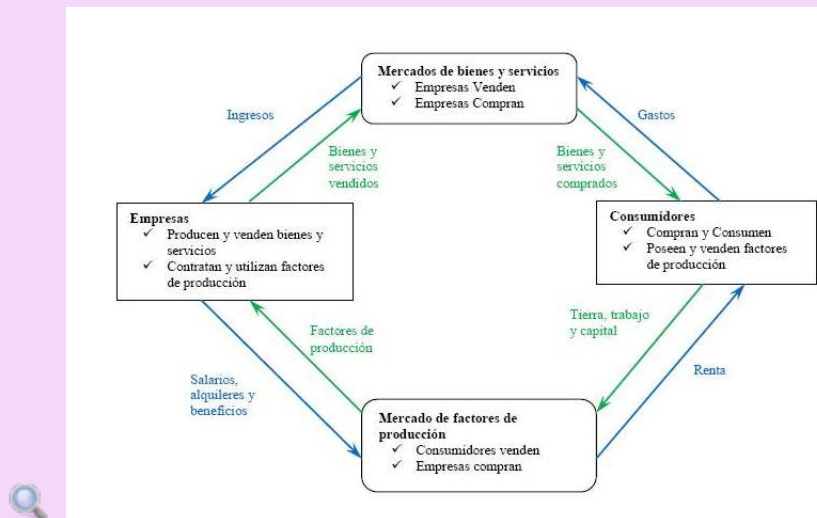 Mercados de bienes y servicios
✓ Empresas Venden
✓ Empresas Compran
Ingresos
Gastos
Bienes y
servicios
vendidos
Bienes y
servicios
comprados
Empresas
✓ Producen y venden bienes y
servicios
✓ Contratan y utilizan factores
de producción
Consumidores
✓ Compran y Consumen
✓ Poseen y venden factores
de producción
Factores de
producción
Tierra, trabajo
y capital
Salarios,
alquileres y
beneficios
Renta
Mercado de factores de
producción
✓ Consumidores venden
✓ Empresas compran